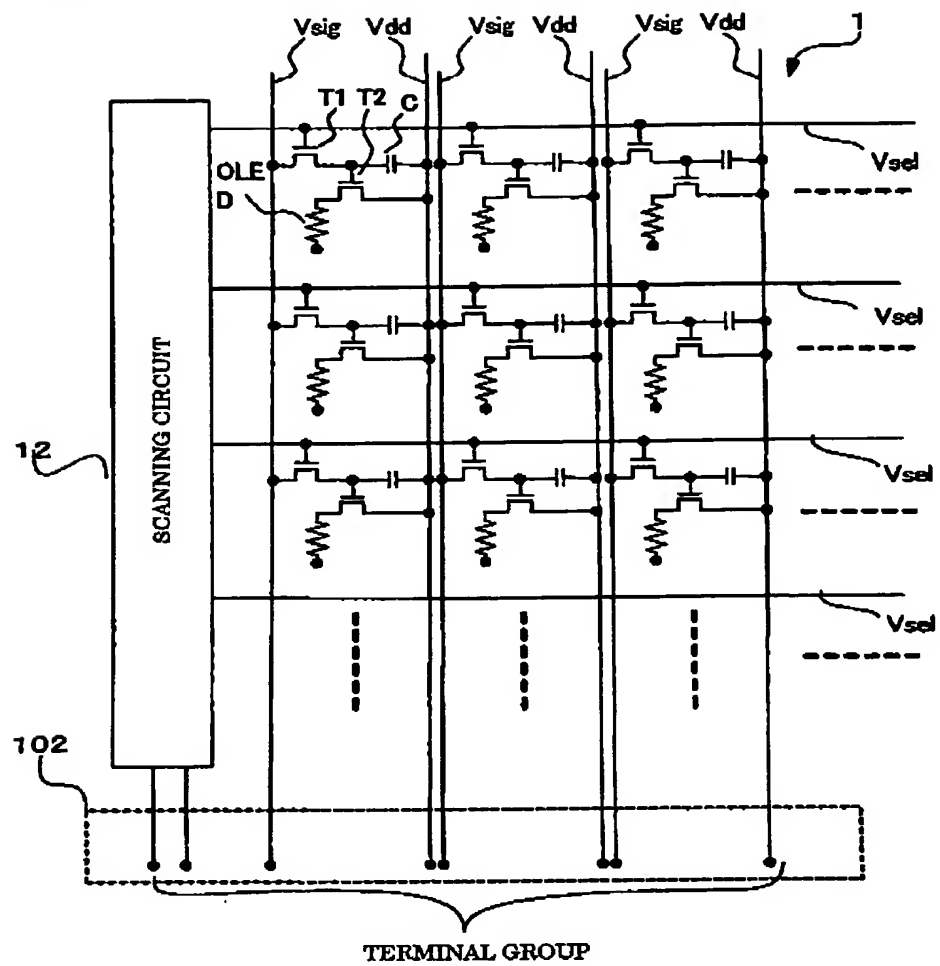 Vsig Vdd Vsig Vdd Vsig Vdd 1
T1 T2 C
Vsel
OLE
D
Vsel
12
SCANNING CIRCUIT
Vsel
Vsel
102
TERMINAL GROUP